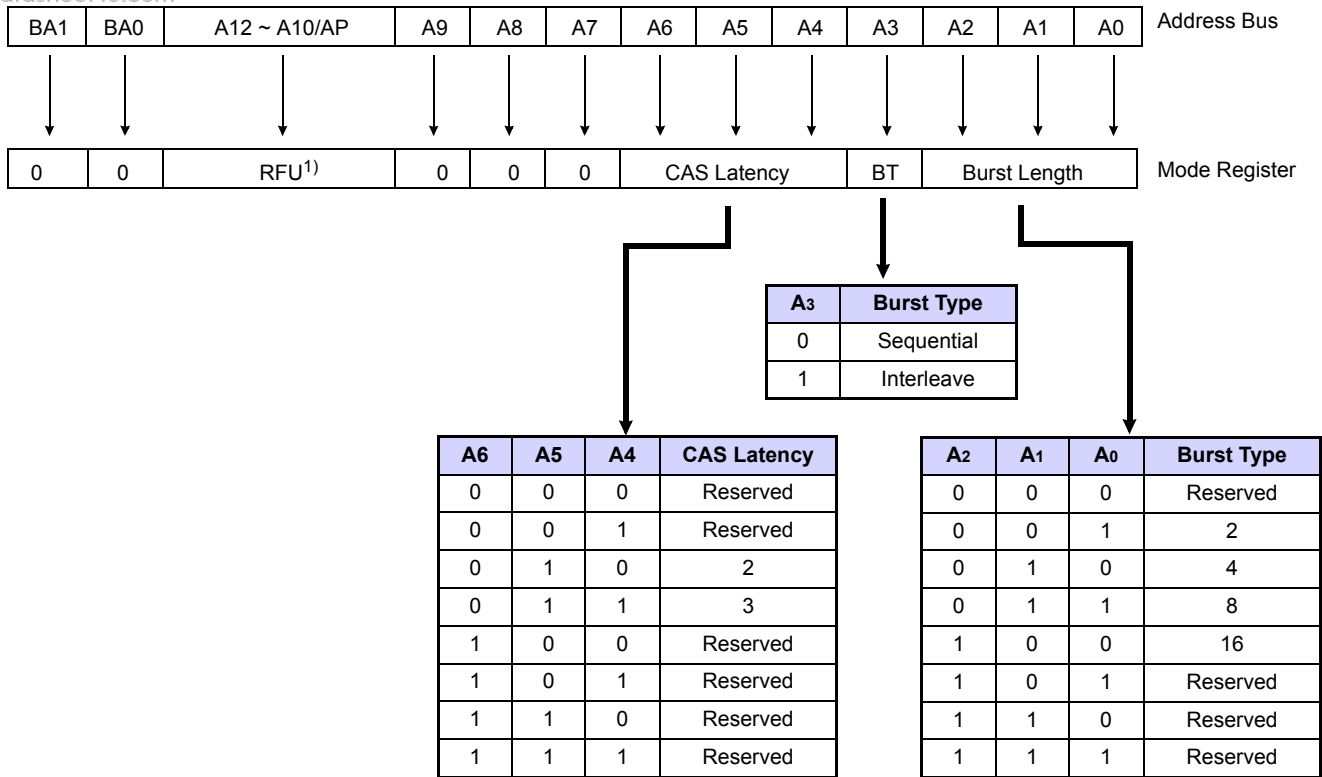 BA1 BA0 A12 ~ A10/AP A9 A8 A7 A6 A5 A4 A3 A2 A1 A0 Address Bus
0 0 RFU1) 0 0 0 CAS Latency BT Burst Length Mode Register
A3 Burst Type
0 Sequential
1 Interleave
A6 A5 A4 CAS Latency
0 0 0 Reserved
0 0 1 Reserved
0 1 0 2
0 1 1 3
1 0 0 Reserved
1 0 1 Reserved
1 1 0 Reserved
1 1 1 Reserved
A2 A1 A0 Burst Type
0 0 0 Reserved
0 0 1 2
0 1 0 4
0 1 1 8
1 0 0 16
1 0 1 Reserved
1 1 0 Reserved
1 1 1 Reserved